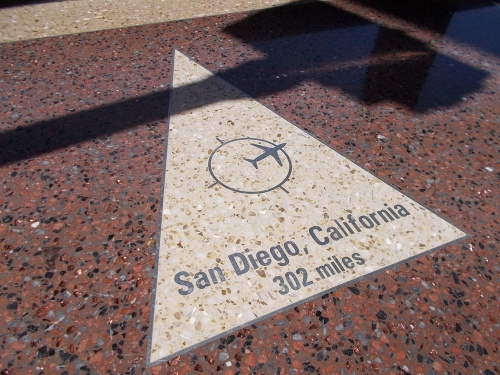 San Diego, California
302 miles